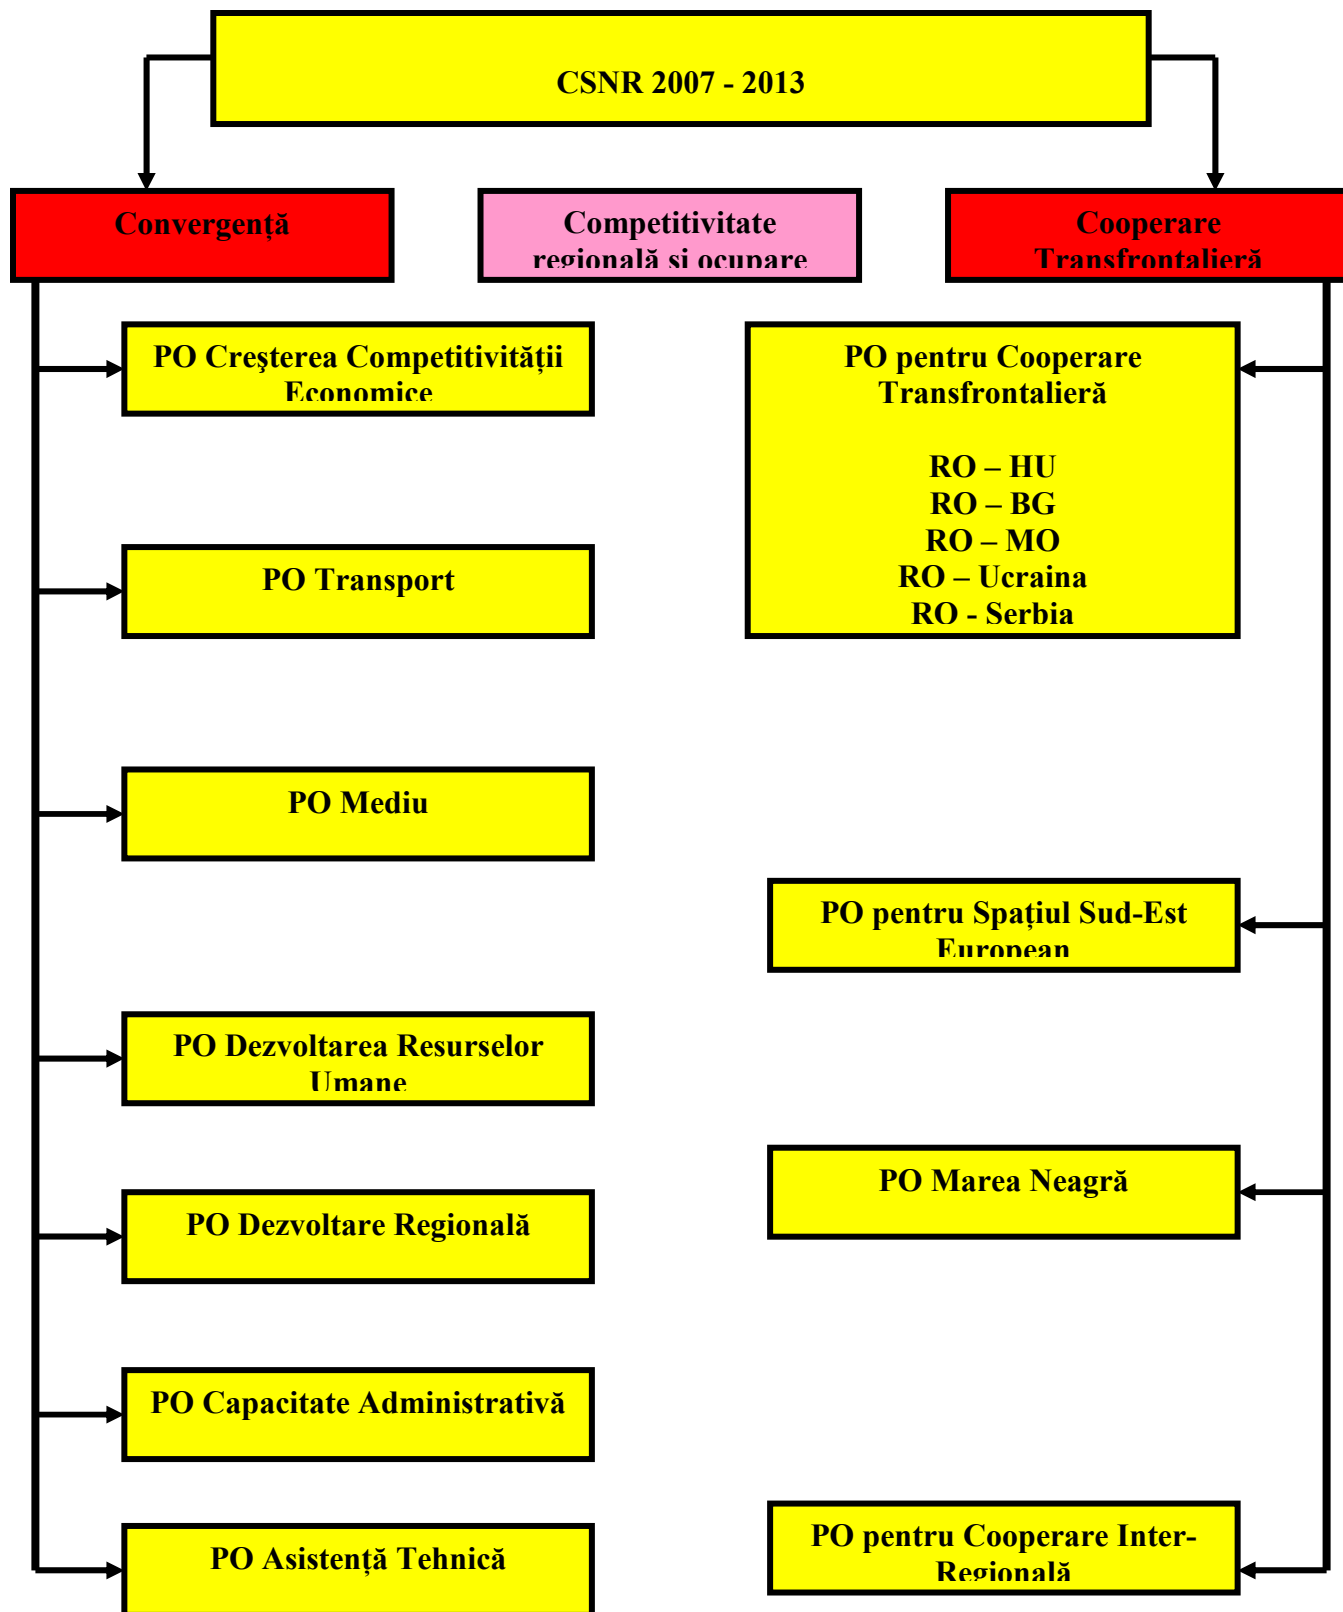 CSNR 2007 - 2013
Convergență
Competitivitate
regională si ocupare
Cooperare
Transfrontalieră
PO Creşterea Competitivității
Economice
PO Transport
PO Mediu
PO Dezvoltarea Resurselor
Umane
PO Dezvoltare Regională
PO Capacitate Administrativă
PO Asistență Tehnică
PO pentru Cooperare
Transfrontalieră
RO – HU
RO – BG
RO – MO
RO – Ucraina
RO - Serbia
PO pentru Spațiul Sud-Est
European
PO Marea Neagră
PO pentru Cooperare Inter-
Regională